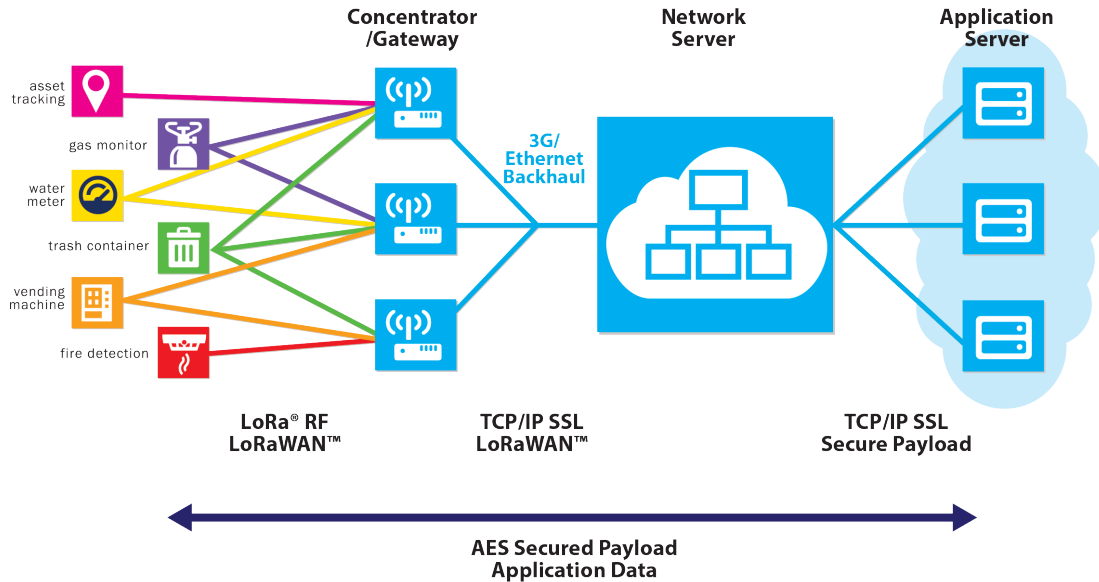 Concentrator
/Gateway
Network
Server
Application
Server
asset
tracking
gas monitor
water
meter
trash container
vending
machine
fire detection
3G/
Ethernet
Backhaul
LoRa® RF
LoRaWAN™
TCP/IP SSL
LoRaWAN™
TCP/IP SSL
Secure Payload
AES Secured Payload
Application Data